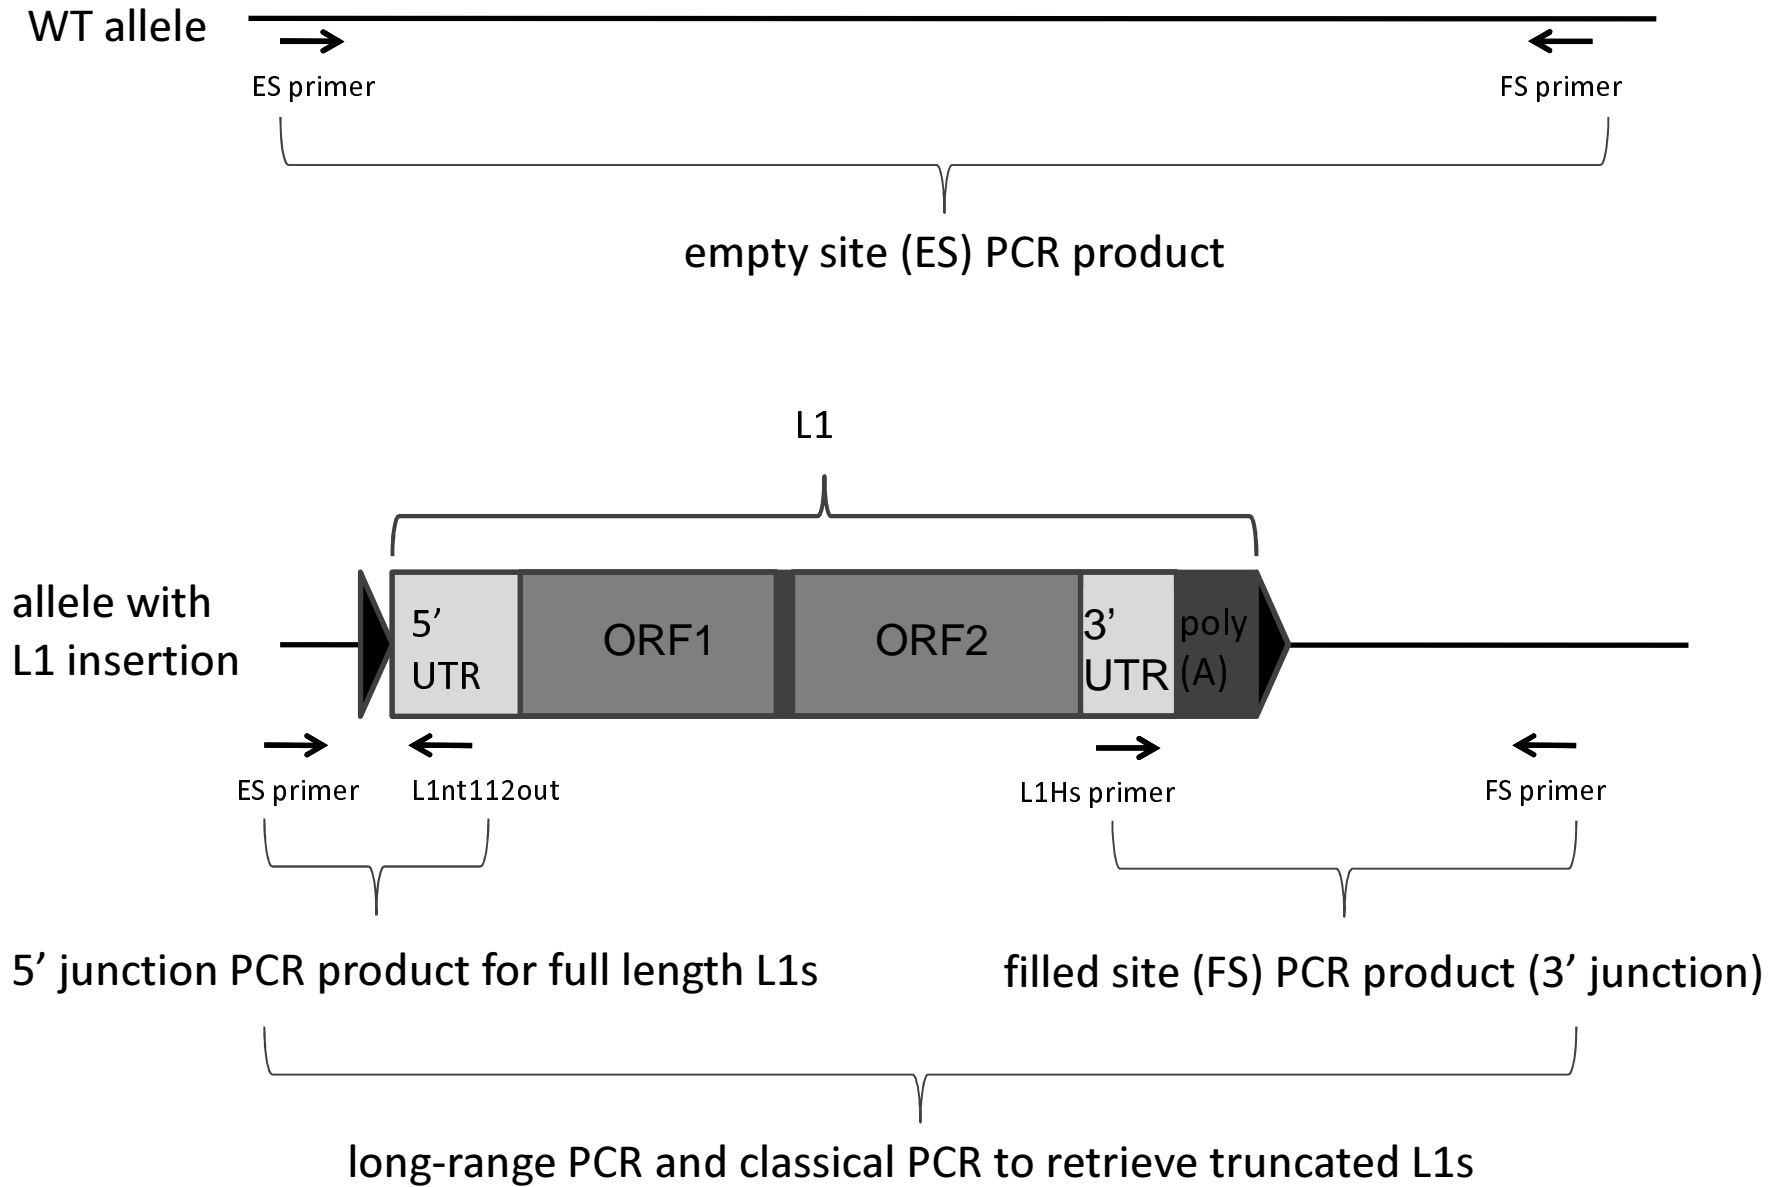 WT allele
ES primer
FS primer
empty site (ES) PCR product
L1
allele with
L1 insertion
5’
UTR
ORF1
ORF2
3’
UTR
poly
(A)
ES primer
L1nt112out
L1Hs primer
FS primer
5’ junction PCR product for full length L1s
filled site (FS) PCR product (3’ junction)
long-range PCR and classical PCR to retrieve truncated L1s